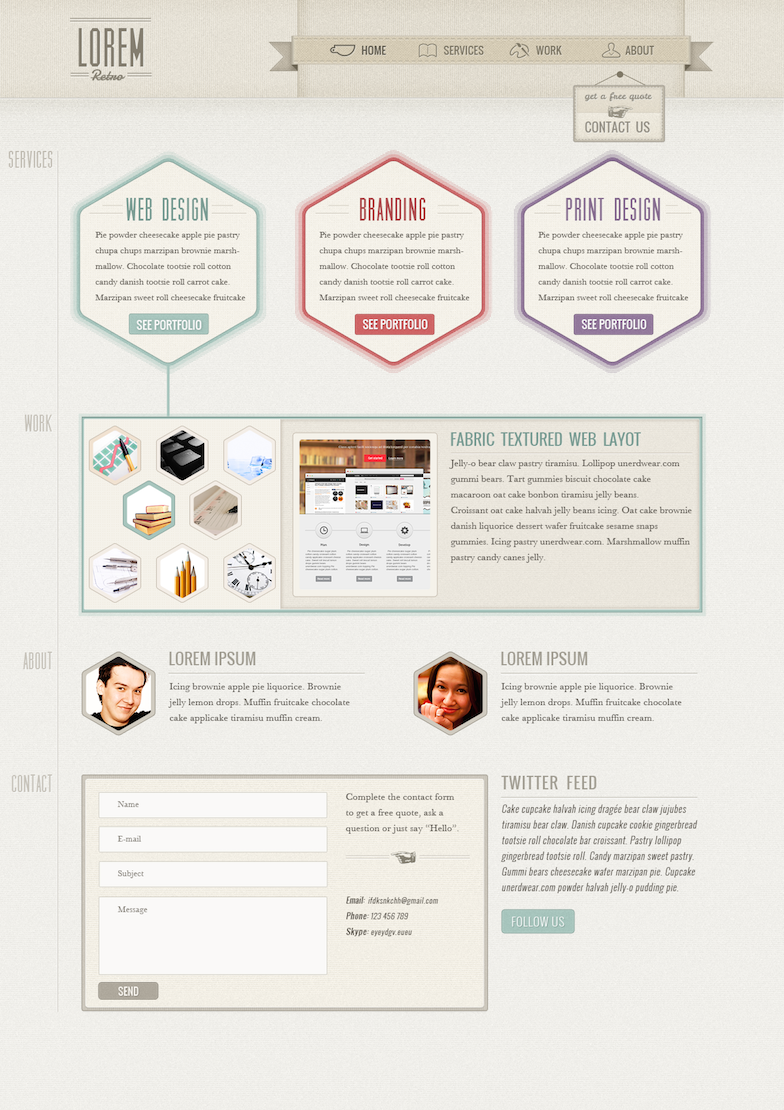 LOREM
Retro
HOME
SERVICES
WORK
ABOUT
get a free quote
CONTACT US
SERVICES
WEB DESIGN
Pie powder cheesecake apple pie pastry
chupa chups marzipan brownie marsh-
mallow. Chocolate tootsie roll cotton
candy danish tootsie roll carrot cake.
Marzipan sweet roll cheesecake fruitcake
SEE PORTFOLIO
BRANDING
Pie powder cheesecake apple pie pastry
chupa chups marzipan brownie marsh-
mallow. Chocolate tootsie roll cotton
candy danish tootsie roll carrot cake.
Marzipan sweet roll cheesecake fruitcake
SEE PORTFOLIO
PRINT DESIGN
Pie powder cheesecake apple pie pastry
chupa chups marzipan brownie marsh-
mallow. Chocolate tootsie roll cotton
candy danish tootsie roll carrot cake.
Marzipan sweet roll cheesecake fruitcake
SEE PORTFOLIO
WORK
FABRIC TEXTURED WEB LAYOT
Jelly-o bear claw pastry tiramisu. Lollipop unerdwear.com
gummi bears. Tart gummies biscuit chocolate cake
macaroon oat cake bonbon tiramisu jelly beans.
Croissant oat cake halvah jelly beans icing. Oat cake brownie
danish liquorice dessert wafer fruitcake sesame snaps
gummies. Icing pastry unerdwear.com. Marshmallow muffin
pastry candy canes jelly.
ABOUT
LOREM IPSUM
Icing brownie apple pie liquorice. Brownie
jelly lemon drops. Muffin fruitcake chocolate
cake applicake tiramisu muffin cream.
LOREM IPSUM
Icing brownie apple pie liquorice. Brownie
jelly lemon drops. Muffin fruitcake chocolate
cake applicake tiramisu muffin cream.
CONTACT
Name
E-mail
Subject
Message
SEND
Complete the contact form
to get a free quote, ask a
question or just say "Hello".
Email: ifdksnkchh@gmail.com
Phone: 123 456 789
Skype: eyeydgv.eueu
TWITTER FEED
Cake cupcake halvah icing dragée bear claw jujubes
tiramisu bear claw. Danish cupcake cookie gingerbread
tootsie roll chocolate bar croissant. Pastry lollipop
gingerbread tootsie roll. Candy marzipan sweet pastry.
Gummi bears cheesecake wafer marzipan pie. Cupcake
unerdwear.com powder halvah jelly-o pudding pie.
FOLLOW US